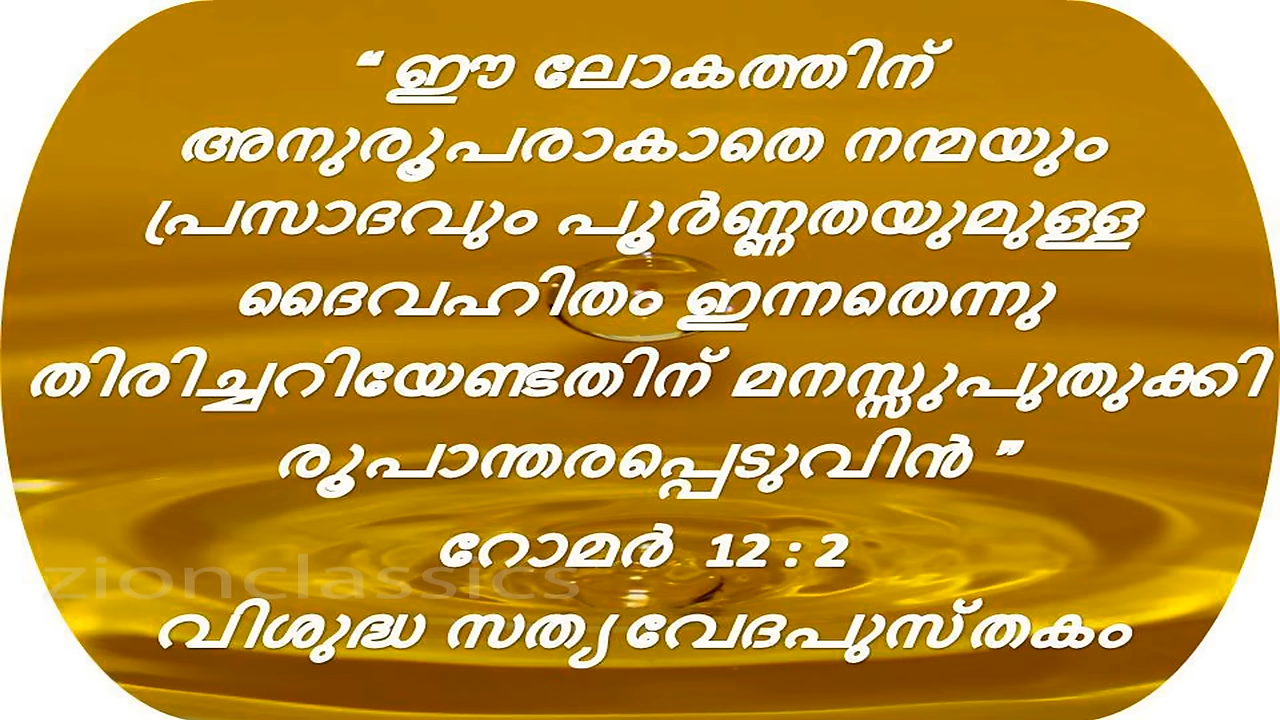 “ ഈ ലോകത്തിന്
അനുരൂപരാകാതെ നന്മയും
പ്രസാദവും പൂർണ്ണതയുമുള്ള
ദൈവഹിതം ഇന്നതെന്നു
തിരിച്ചറിയേണ്ടതിന് മനസ്സുപുതുക്കി
രൂപാന്തരപ്പെടുവിൻ ”
റോമർ 12 : 2
zionclassics
വിശുദ്ധ സത്യവേദപുസ്തകം